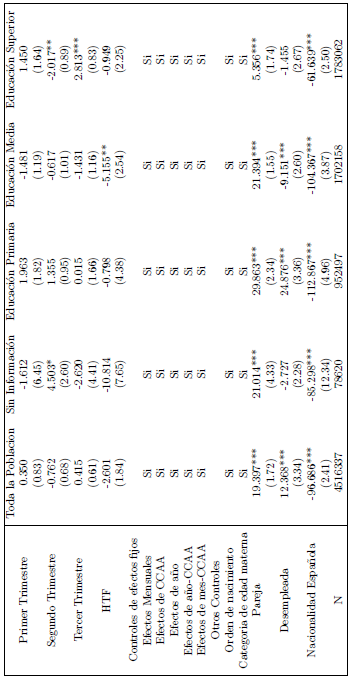 Toda la Poblacion Sin Información Educación Primaria Educación Media Educación Superior
Primer Trimestre 0.350 -1.612 1.963 -1.481 1.450
(0.83) (6.45) (1.82) (1.19) (1.64)
Segundo Trimestre -0.762 4.503* 1.355 -0.617 -2.017**
(0.68) (2.60) (0.95) (1.01) (0.89)
Tercer Trimestre 0.415 -2.620 0.015 -1.431 2.813***
(0.61) (4.41) (1.66) (1.16) (0.83)
HTF -2.601 -10.814 -0.798 -5.155** -0.949
(1.84) (7.65) (4.38) (2.54) (2.25)
Controles de efectos fijos
Efectos Mensuales Si Si Si Si Si
Efectos de CCAA Si Si Si Si Si
Efectos de año Si Si Si Si Si
Efectos de año-CCAA Si Si Si Si Si
Efectos de mes-CCAA Si Si Si Si Si
Otros Controles
Orden de nacimiento Si Si Si Si Si
Categoria de edad materna Si Si Si Si Si
Pareja 19.397*** 21.014*** 29.863*** 21.394*** 5.356***
(1.72) (4.33) (2.34) (1.55) (1.74)
Desempleada 12.368*** -2.727 24.876*** -9.151*** -1.455
(3.34) (2.28) (3.36) (2.60) (2.67)
Nacionalidad Española -96.686*** -85.298*** -112.867*** -104.367*** -61.639***
(2.41) (12.34) (4.96) (3.87) (2.50)
N 4516337 78620 952497 1702158 1783062